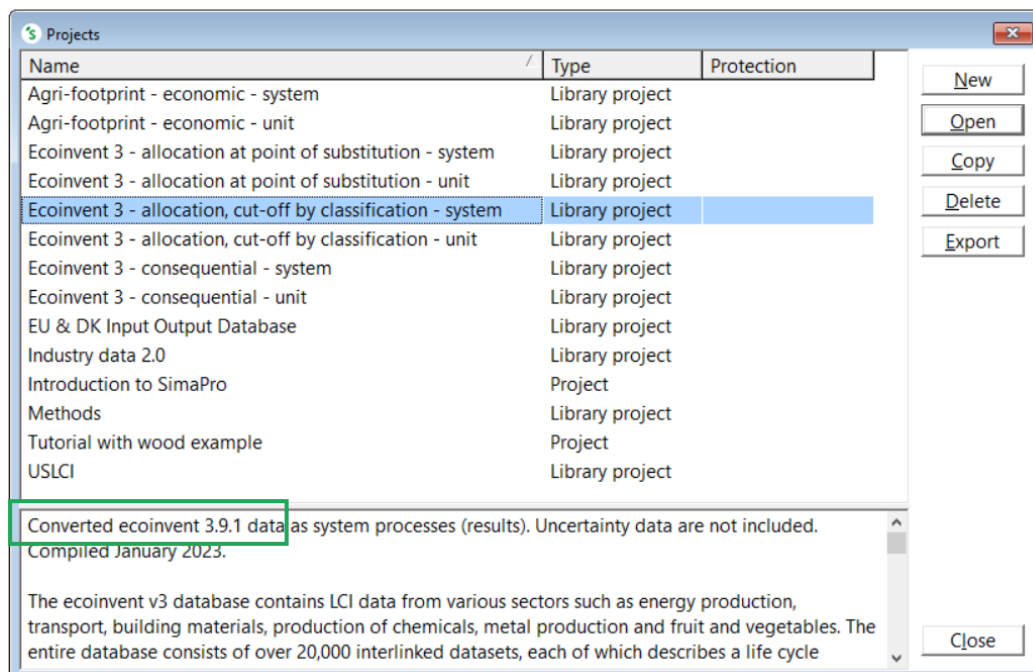 Projects
Name Type Protection
Agri-footprint - economic - system Library project
Agri-footprint - economic - unit Library project
Ecoinvent 3 - allocation at point of substitution - system Library project
Ecoinvent 3 - allocation at point of substitution - unit Library project
Ecoinvent 3 - allocation, cut-off by classification - system Library project
Ecoinvent 3 - allocation, cut-off by classification - unit Library project
Ecoinvent 3 - consequential - system Library project
Ecoinvent 3 - consequential - unit Library project
EU & DK Input Output Database Library project
Industry data 2.0 Library project
Introduction to SimaPro Project
Methods Library project
Tutorial with wood example Project
USLCI Library project
New
Open
Copy
Delete
Export
Converted ecoinvent 3.9.1 data as system processes (results). Uncertainty data are not included.
Compiled January 2023.
The ecoinvent v3 database contains LCI data from various sectors such as energy production,
transport, building materials, production of chemicals, metal production and fruit and vegetables. The
entire database consists of over 20,000 interlinked datasets, each of which describes a life cycle
Close